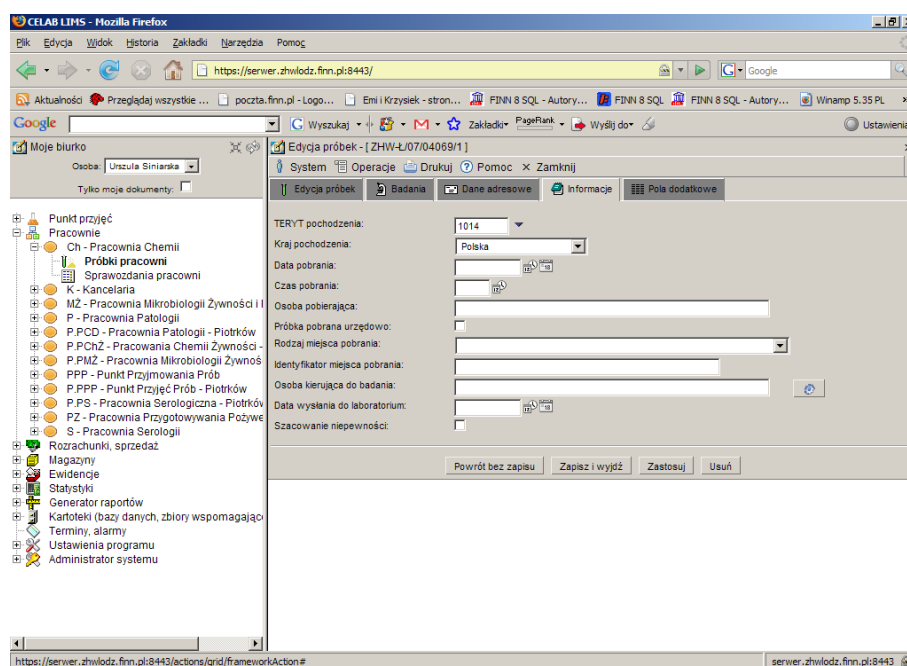 CELAB LIMS - Mozilla Firefox
Plik Edycja Widok Historia Zakładki Narzędzia Pomoc
https://serwer.zhwlodz.finn.pl:8443/ Google
Aktualności Przeglądaj wszystkie ... poczta.finn.pl - Logo... Emi i Krzysiek - stron... FINN 8 SQL - Autory... FINN 8 SQL FINN 8 SQL - Autory... Winamp 5.35 PL
Google Wyszukaj Zakładki PageRank Wyślij do Ustawienia
Moje biurko
Osoba: Urszula Siniarska
Tylko moje dokumenty:
Punkt przyjęć
Pracownie
Ch - Pracownia Chemii
Próbki pracowni
Sprawozdania pracowni
K - Kancelaria
MŻ - Pracownia Mikrobiologii Żywności i
P - Pracownia Patologii
P.PCD - Pracownia Patologii - Piotrków
P.PChŻ - Pracowania Chemii Żywności -
P.PMŻ - Pracownia Mikrobiologii Żywnoś
PPP - Punkt Przyjmowania Prób
P.PPP - Punkt Przyjęć Prób - Piotrków
P.PS - Pracownia Serologiczna - Piotrków
PZ - Pracownia Przygotowywania Pożywe
S - Pracownia Serologii
Rozrachunki, sprzedaż
Magazyny
Ewidencje
Statystyki
Generator raportów
Kartoteki (bazy danych, zbiory wspomagające
Terminy, alarmy
Ustawienia programu
Administrator systemu
Edycja próbek - [ ZHW-Ł/07/04069/1 ]
System Operacje Drukuj Pomoc Zamknij
Edycja próbek Badania Dane adresowe Informacje Pola dodatkowe
TERYT pochodzenia: 1014
Kraj pochodzenia: Polska
Data pobrania:
Czas pobrania:
Osoba pobierająca:
Próbka pobrana urzędowo:
Rodzaj miejsca pobrania:
Identyfikator miejsca pobrania:
Osoba kierująca do badania:
Data wysłania do laboratorium:
Szacowanie niepewności:
Powrót bez zapisu Zapisz i wyjdź Zastosuj Usuń
https://serwer.zhwlodz.finn.pl:8443/actions/grid/frameworkAction# serwer.zhwlodz.finn.pl:8443